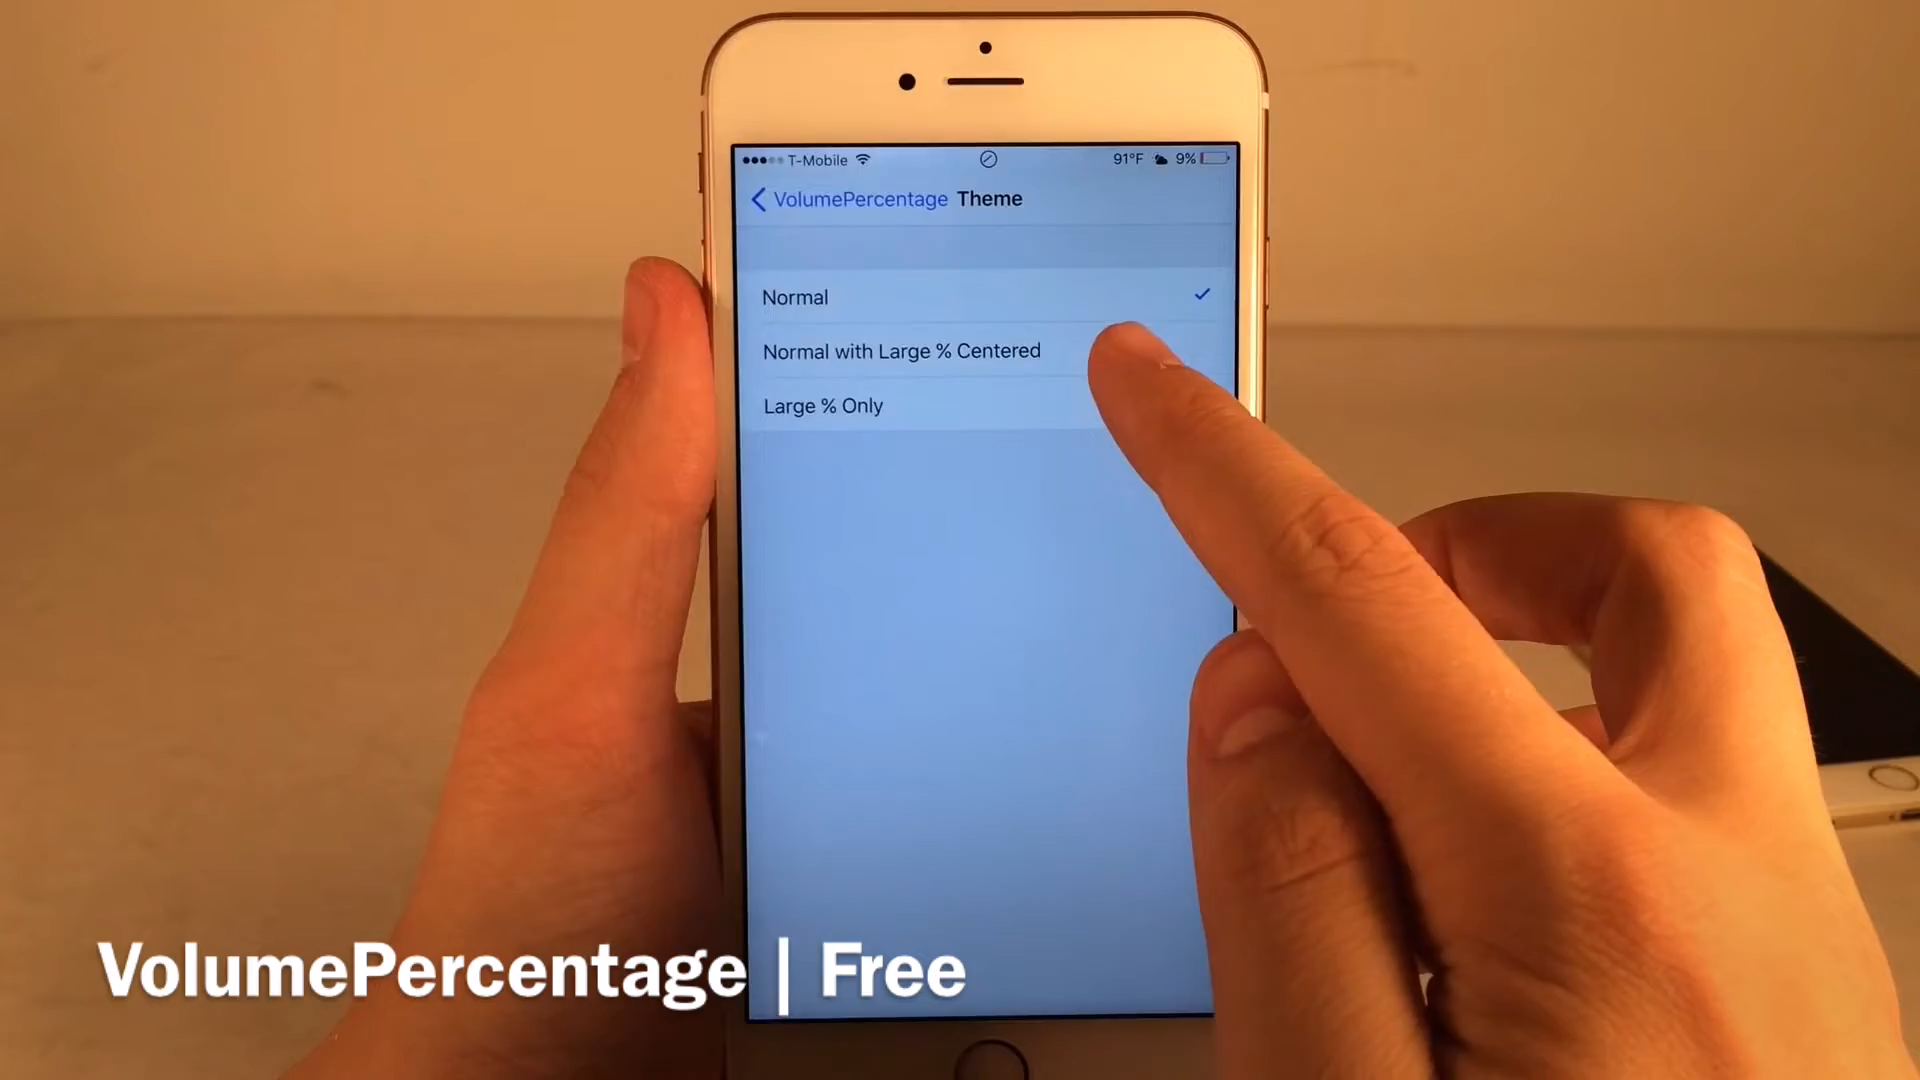 T-Mobile 91°F 9%
VolumePercentage Theme
Normal
Normal with Large % Centered
Large % Only
VolumePercentage | Free